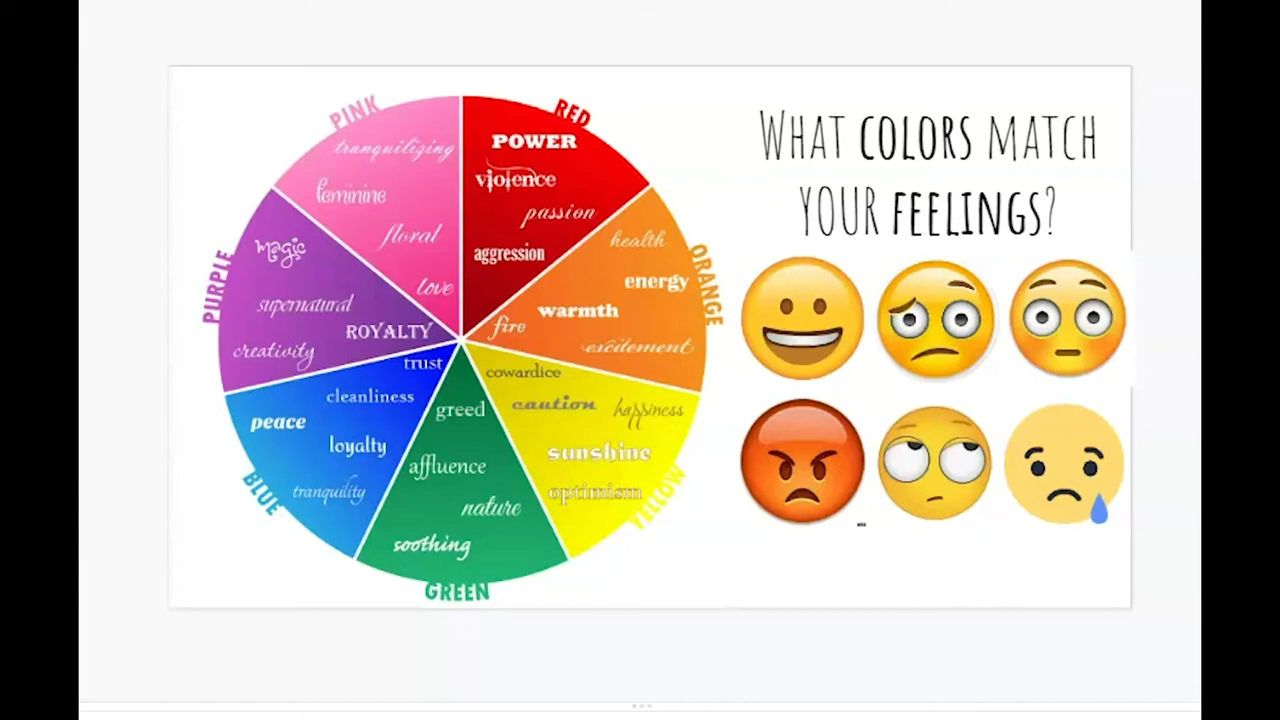 PINK
tranquilizing
feminine
floral
love
RED
POWER
violence
passion
aggression
ORANGE
health
energy
warmth
fire
excitement
YELLOW
cowardice
caution
happiness
sunshine
optimism
GREEN
greed
affluence
nature
soothing
BLUE
trust
cleanliness
peace
loyalty
tranquility
PURPLE
magic
supernatural
ROYALTY
creativity
WHAT COLORS MATCH
YOUR FEELINGS?